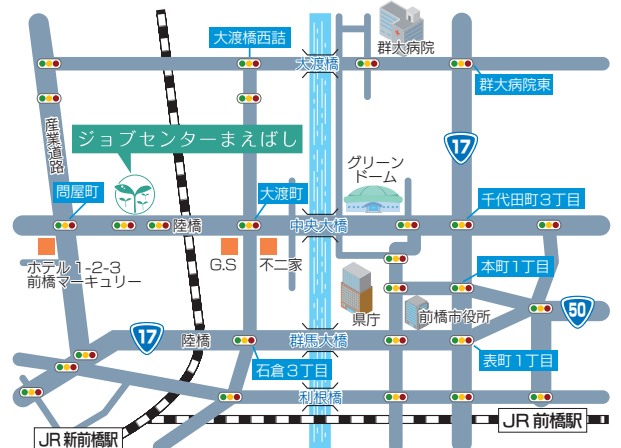 大渡橋西詰
群大病院
大渡橋
群大病院東
産業道路
ジョブセンターまえばし
17
グリーン
ドーム
問屋町
大渡町
千代田町3丁目
陸橋
中央大橋
ホテル1-2-3
前橋マーキュリー
G.S
不二家
本町1丁目
県庁
前橋市役所
50
17
陸橋
群馬大橋
表町1丁目
石倉3丁目
利根橋
JR前橋駅
JR新前橋駅